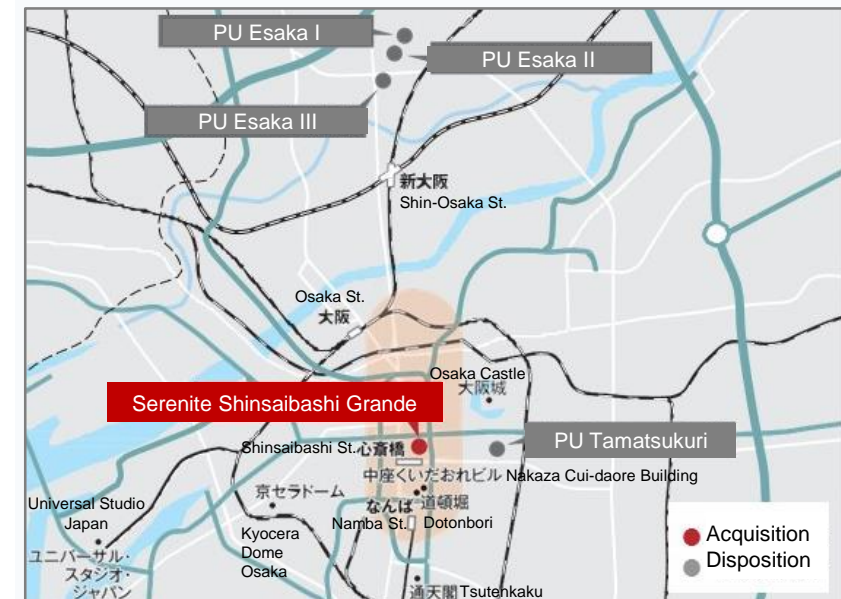 PU Esaka I
PU Esaka II
PU Esaka III
新大阪
Shin-Osaka St.
Osaka St.
大阪
Osaka Castle
大阪城
Serenite Shinsaibashi Grande
PU Tamatsukuri
Shinsaibashi St.心斎橋
中座くいだおれビル Nakaza Cui-daore Building
Universal Studio
Japan
ユニバーサル・
スタジオ・
ジャパン
京セラドーム
Kyocera
Dome
Osaka
なんば
Namba St.
道頓堀
Dotonbori
通天閣 Tsutenkaku
Acquisition
Disposition